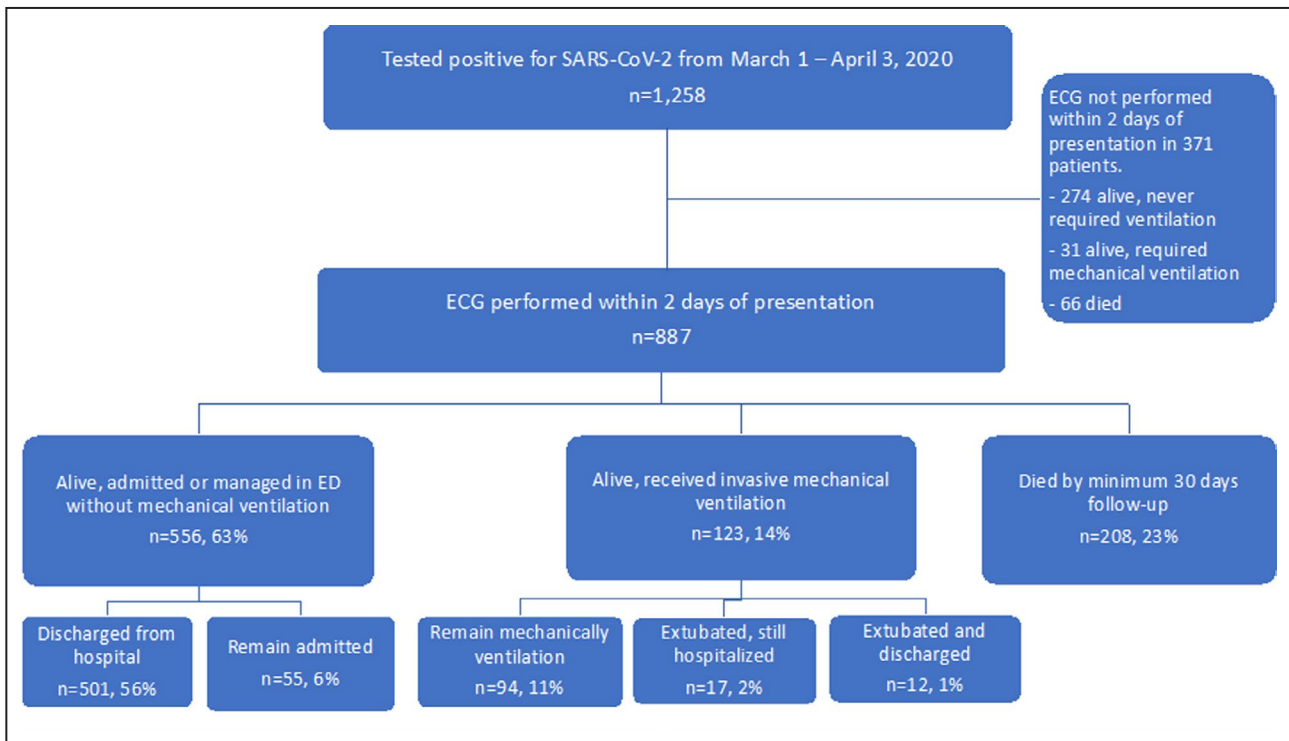 Tested positive for SARS-CoV-2 from March 1 – April 3, 2020
n=1,258
ECG not performed
within 2 days of
presentation in 371
patients.
- 274 alive, never
required ventilation
- 31 alive, required
mechanical ventilation
- 66 died
ECG performed within 2 days of presentation
n=887
Alive, admitted or managed in ED
without mechanical ventilation
n=556, 63%
Alive, received invasive mechanical
ventilation
n=123, 14%
Died by minimum 30 days
follow-up
n=208, 23%
Discharged from
hospital
n=501, 56%
Remain admitted
n=55, 6%
Remain mechanically
ventilation
n=94, 11%
Extubated, still
hospitalized
n=17, 2%
Extubated and
discharged
n=12, 1%